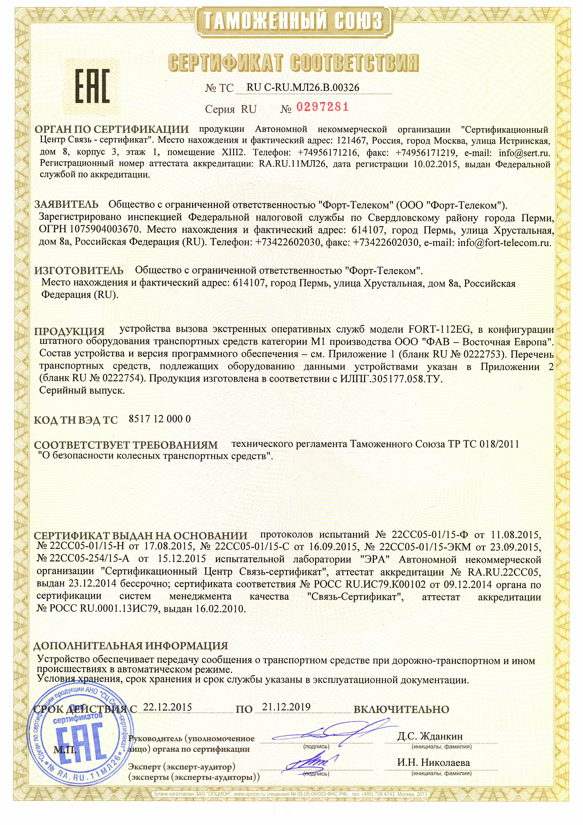 ТАМОЖЕННЫЙ СОЮЗ
СЕРТИФИКАТ СООТВЕТСТВИЯ
ЕАС
№ ТС RU С-RU.МЛ26.В.00326
Серия RU № 0297281
ОРГАН ПО СЕРТИФИКАЦИИ продукции Автономной некоммерческой организации "Сертификационный
Центр Связь - сертификат". Место нахождения и фактический адрес: 121467, Россия, город Москва, улица Истринская,
дом 8, корпус 3, этаж 1, помещение XIII2. Телефон: +74956171216, факс: +74956171219, e-mail: info@sert.ru.
Регистрационный номер аттестата аккредитации: RA.RU.11МЛ26, дата регистрации 10.02.2015, выдан Федеральной
службой по аккредитации.
ЗАЯВИТЕЛЬ Общество с ограниченной ответственностью "Форт-Телеком" (ООО "Форт-Телеком").
Зарегистрировано инспекцией Федеральной налоговой службы по Свердловскому району города Перми,
ОГРН 1075904003670. Место нахождения и фактический адрес: 614107, город Пермь, улица Хрустальная,
дом 8а, Российская Федерация (RU). Телефон: +73422602030, факс: +73422602030, e-mail: info@fort-telecom.ru.
ИЗГОТОВИТЕЛЬ Общество с ограниченной ответственностью "Форт-Телеком".
Место нахождения и фактический адрес: 614107, город Пермь, улица Хрустальная, дом 8а, Российская
Федерация (RU).
ПРОДУКЦИЯ устройства вызова экстренных оперативных служб модели FORT-112EG, в конфигурации
штатного оборудования транспортных средств категории М1 производства ООО "ФАВ – Восточная Европа".
Состав устройства и версия программного обеспечения – см. Приложение 1 (бланк RU № 0222753). Перечень
транспортных средств, подлежащих оборудованию данными устройствами указан в Приложении 2
(бланк RU № 0222754). Продукция изготовлена в соответствии с ИЛПГ.305177.058.ТУ.
Серийный выпуск.
КОД ТН ВЭД ТС 8517 12 000 0
СООТВЕТСТВУЕТ ТРЕБОВАНИЯМ технического регламента Таможенного Союза ТР ТС 018/2011
"О безопасности колесных транспортных средств".
СЕРТИФИКАТ ВЫДАН НА ОСНОВАНИИ протоколов испытаний № 22СС05-01/15-Ф от 11.08.2015,
№ 22СС05-01/15-Н от 17.08.2015, № 22СС05-01/15-С от 16.09.2015, № 22СС05-01/15-ЭКМ от 23.09.2015,
№ 22СС05-254/15-А от 15.12.2015 испытательной лаборатории "ЭРА" Автономной некоммерческой
организации "Сертификационный Центр Связь-сертификат", аттестат аккредитации № RA.RU.22СС05,
выдан 23.12.2014 бессрочно; сертификата соответствия № РОСС RU.ИС79.К00102 от 09.12.2014 органа по
сертификации систем менеджмента качества "Связь-Сертификат", аттестат аккредитации
№ РОСС RU.0001.13ИС79, выдан 16.02.2010.
ДОПОЛНИТЕЛЬНАЯ ИНФОРМАЦИЯ
Устройство обеспечивает передачу сообщения о транспортном средстве при дорожно-транспортном и ином
происшествиях в автоматическом режиме.
Условия хранения, срок хранения и срок службы указаны в эксплуатационной документации.
СРОК ДЕЙСТВИЯ С 22.12.2015 ПО 21.12.2019 ВКЛЮЧИТЕЛЬНО
Для
сертификатов
ЕАС
RA.RU.11МЛ26
М.П.
Руководитель (уполномоченное
лицо) органа по сертификации
(подпись)
Д.С. Жданкин
(инициалы, фамилия)
Эксперт (эксперт-аудитор)
(эксперты (эксперты-аудиторы))
(подпись)
И.Н. Николаева
(инициалы, фамилия)